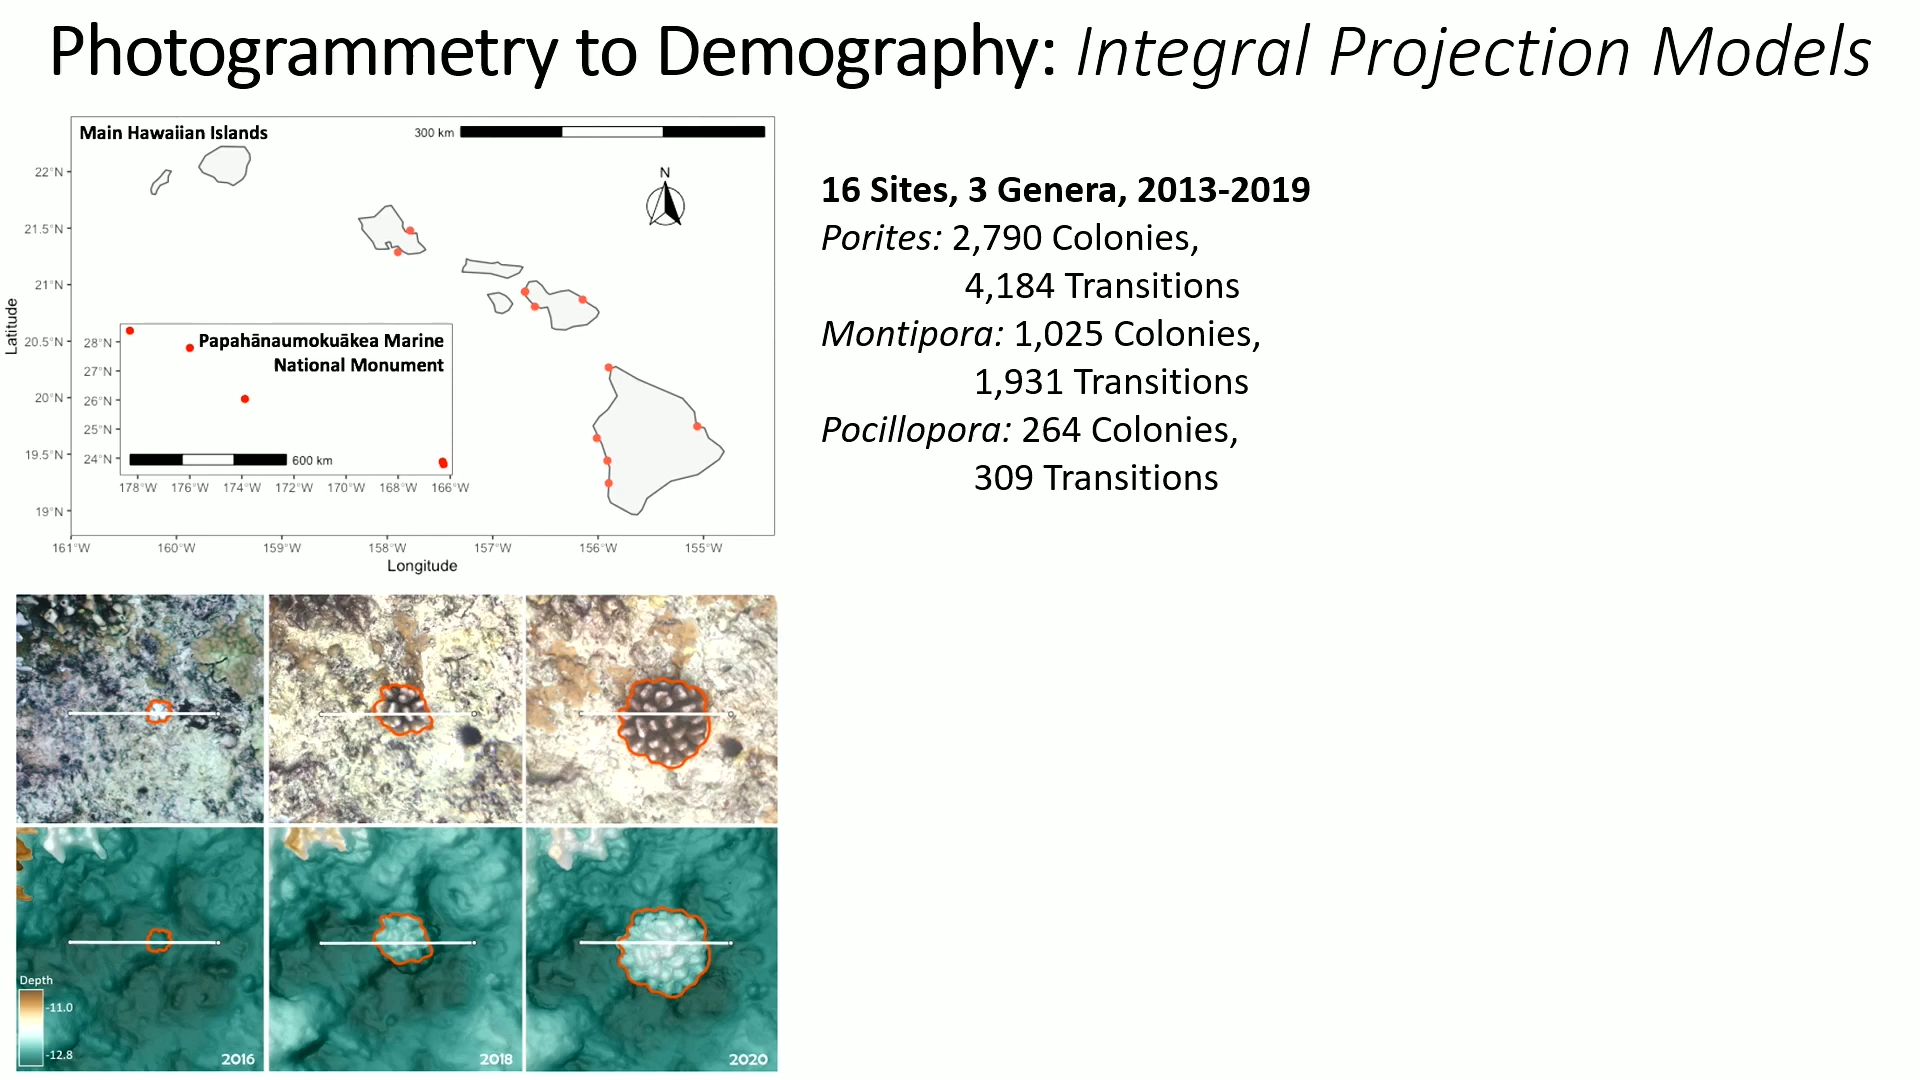 Photogrammetry to Demography: Integral Projection Models
Main Hawaiian Islands
300 km
N
22°N
21.5°N
21°N
20.5°N
20°N
19.5°N
19°N
Latitude
161°W 160°W 159°W 158°W 157°W 156°W 155°W
Longitude
Papahānaumokuākea Marine
National Monument
28°N
27°N
26°N
25°N
24°N
600 km
178°W 176°W 174°W 172°W 170°W 168°W 166°W
16 Sites, 3 Genera, 2013-2019
Porites: 2,790 Colonies,
4,184 Transitions
Montipora: 1,025 Colonies,
1,931 Transitions
Pocillopora: 264 Colonies,
309 Transitions
Depth
-11.0
-12.8
2016
2018
2020